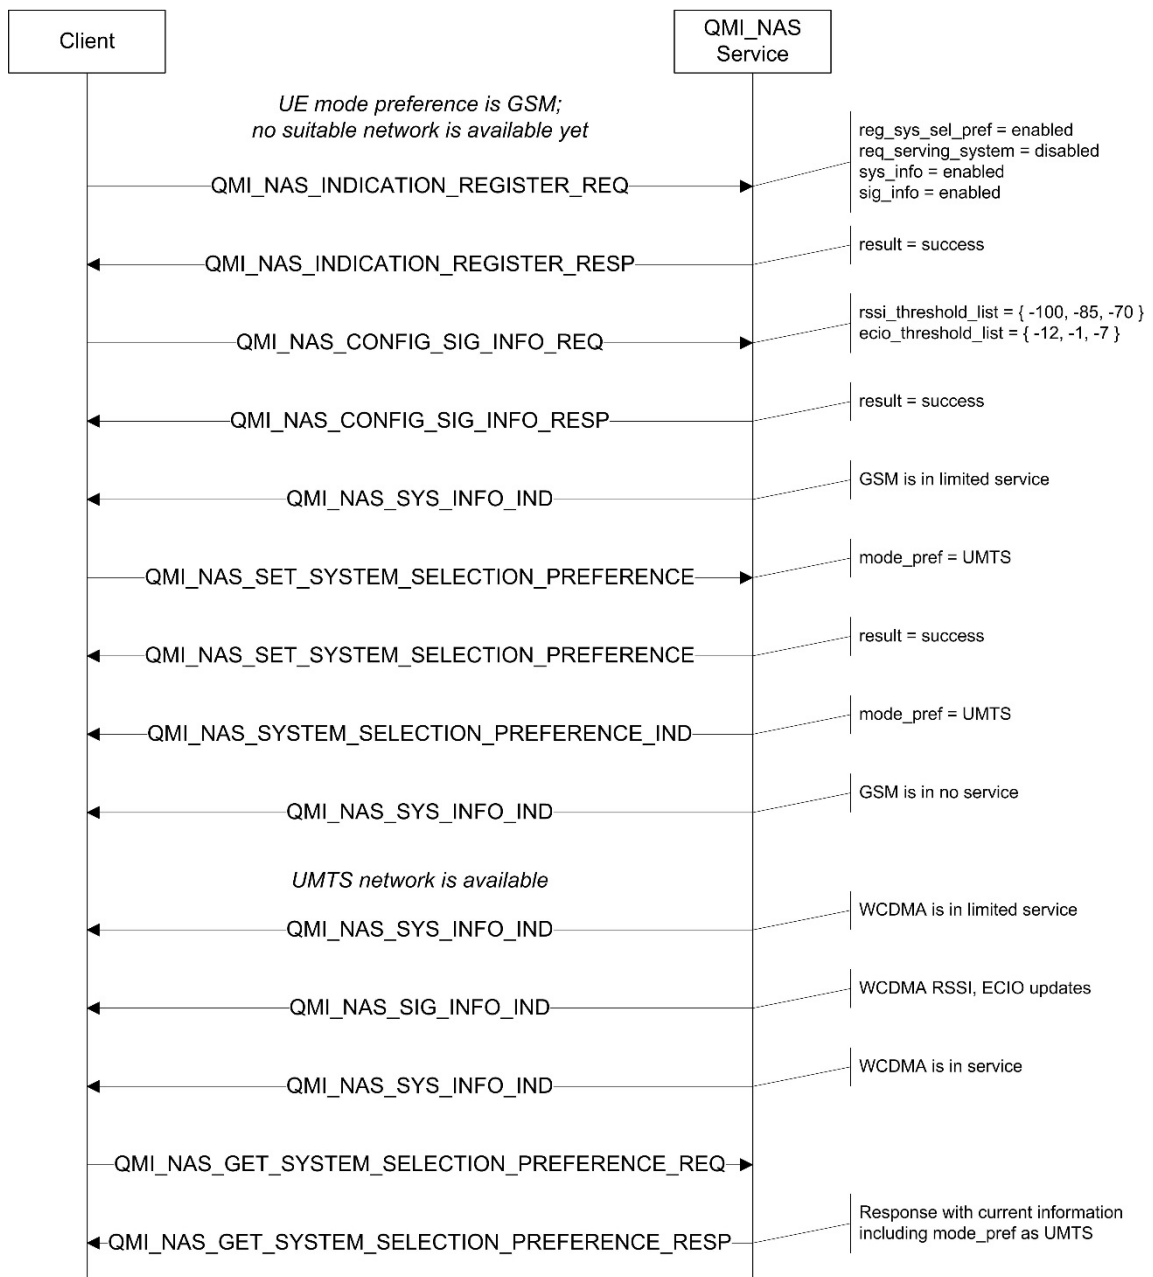 Client
QMI_NAS
Service
UE mode preference is GSM;
no suitable network is available yet
reg_sys_sel_pref = enabled
req_serving_system = disabled
sys_info = enabled
sig_info = enabled
QMI_NAS_INDICATION_REGISTER_REQ
result = success
QMI_NAS_INDICATION_REGISTER_RESP
rssi_threshold_list = { -100, -85, -70 }
ecio_threshold_list = { -12, -1, -7 }
QMI_NAS_CONFIG_SIG_INFO_REQ
result = success
QMI_NAS_CONFIG_SIG_INFO_RESP
GSM is in limited service
QMI_NAS_SYS_INFO_IND
mode_pref = UMTS
QMI_NAS_SET_SYSTEM_SELECTION_PREFERENCE
result = success
QMI_NAS_SET_SYSTEM_SELECTION_PREFERENCE
mode_pref = UMTS
QMI_NAS_SYSTEM_SELECTION_PREFERENCE_IND
GSM is in no service
QMI_NAS_SYS_INFO_IND
UMTS network is available
WCDMA is in limited service
QMI_NAS_SYS_INFO_IND
WCDMA RSSI, ECIO updates
QMI_NAS_SIG_INFO_IND
WCDMA is in service
QMI_NAS_SYS_INFO_IND
QMI_NAS_GET_SYSTEM_SELECTION_PREFERENCE_REQ
Response with current information
including mode_pref as UMTS
QMI_NAS_GET_SYSTEM_SELECTION_PREFERENCE_RESP